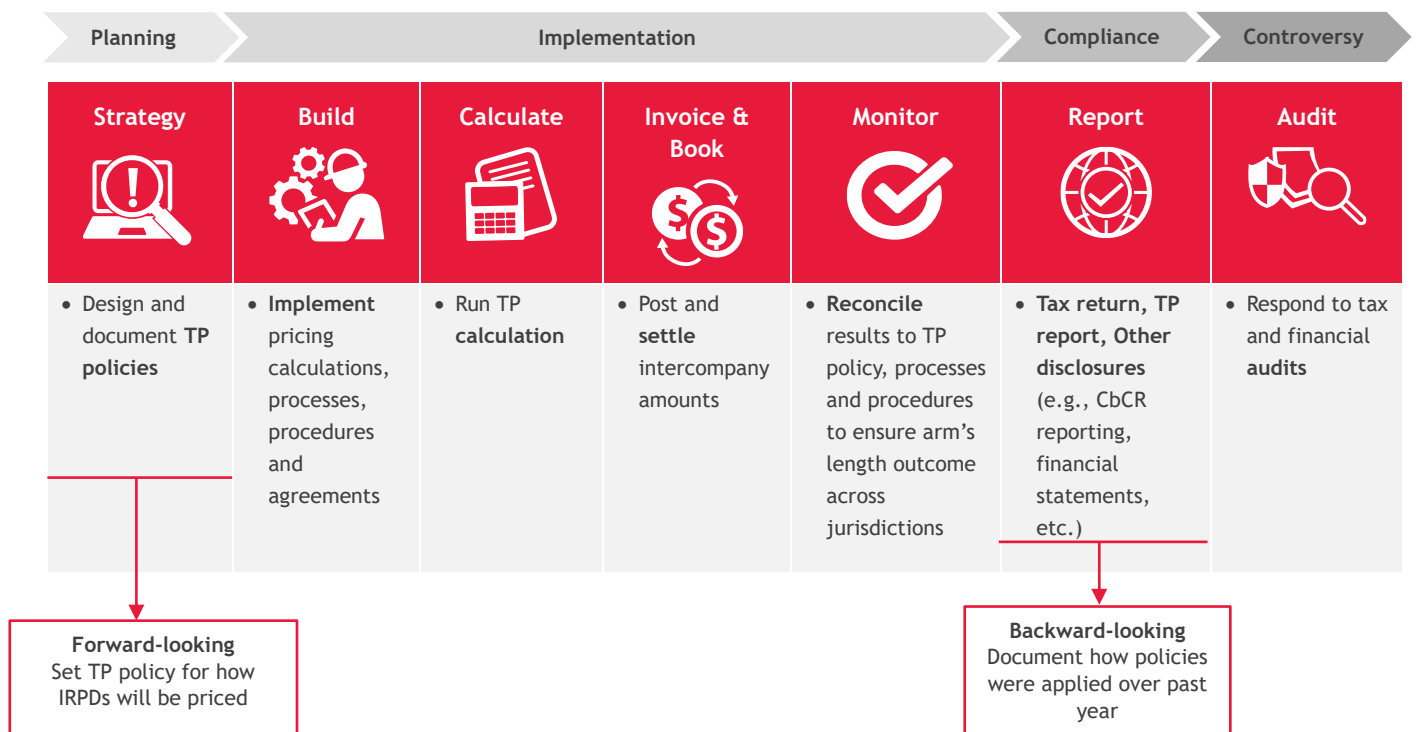 Planning
Implementation
Compliance
Controversy
Strategy
Build
Calculate
Invoice &
Book
Monitor
Report
Audit
$
$
!
• Design and
document TP
policies
• Implement
pricing
calculations,
processes,
procedures
and
agreements
• Run TP
calculation
• Post and
settle
intercompany
amounts
• Reconcile
results to TP
policy, processes
and procedures
to ensure arm’s
length outcome
across
jurisdictions
• Tax return, TP
report, Other
disclosures
(e.g., CbCR
reporting,
financial
statements,
etc.)
• Respond to tax
and financial
audits
Forward-looking
Set TP policy for how
IRPDs will be priced
Backward-looking
Document how policies
were applied over past
year